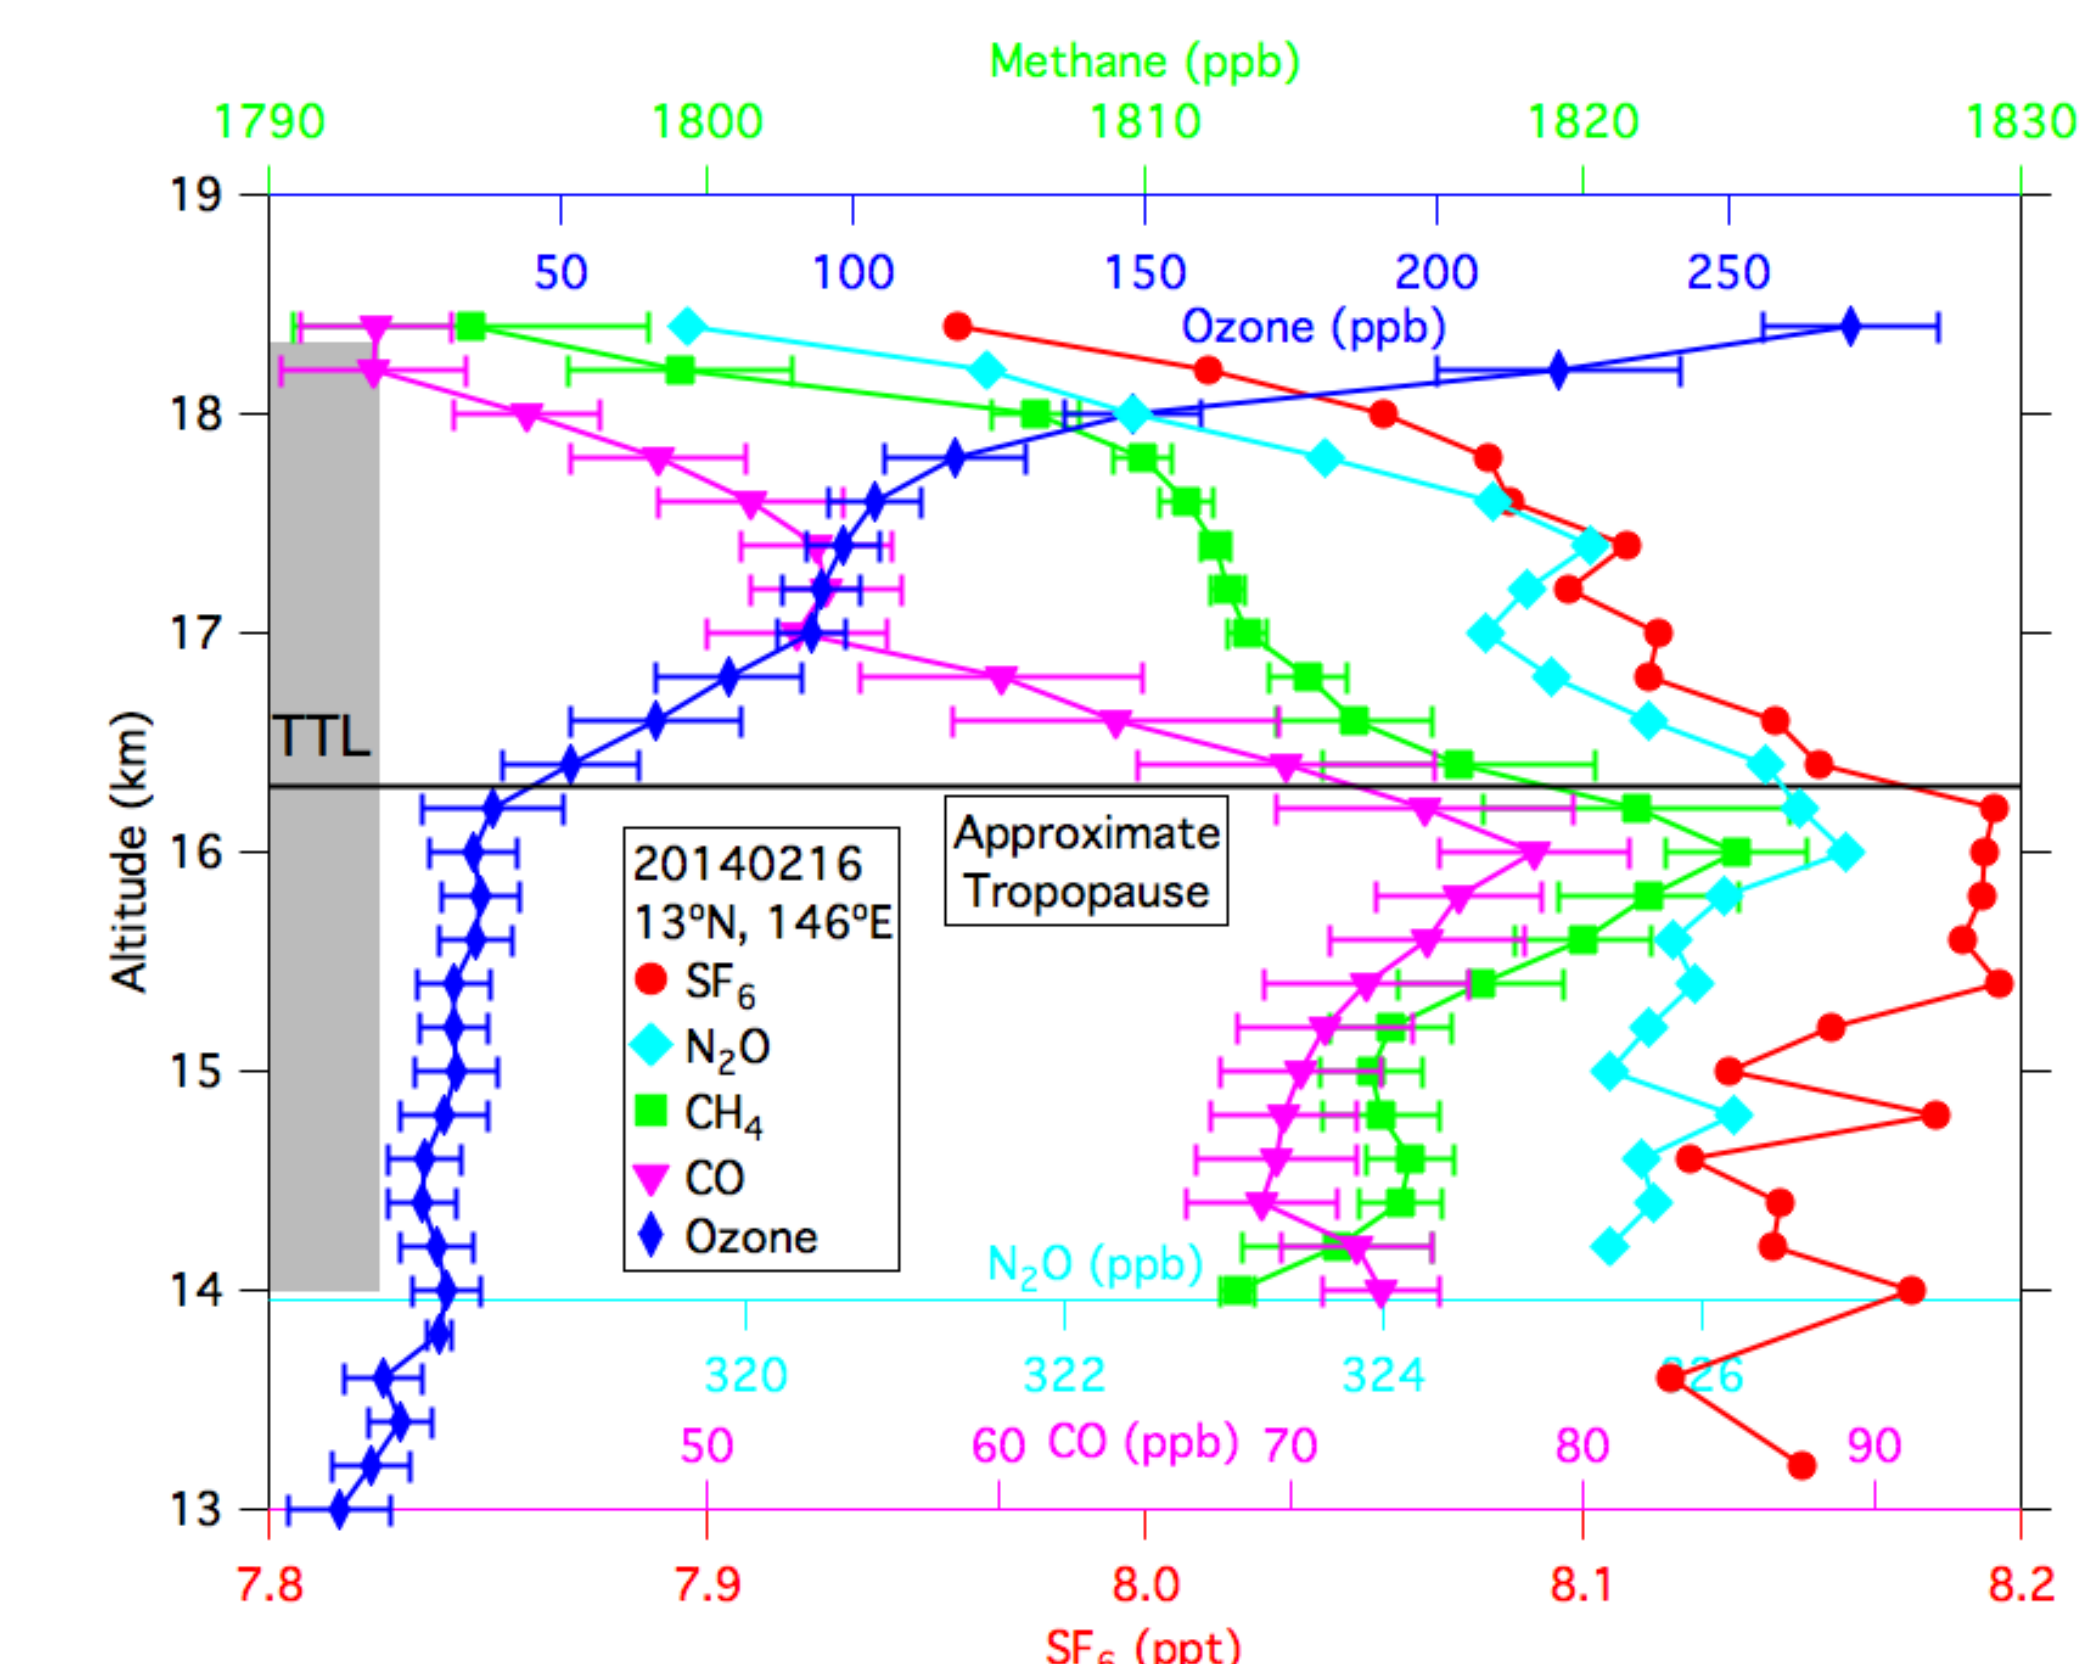 Methane (ppb)
1790 1800 1810 1820 1830
19
50 100 150 200 250
Ozone (ppb)
18
17
TTL
Altitude (km)
Approximate
Tropopause
16
20140216
13ºN, 146ºE
SF6
N2O
CH4
CO
Ozone
15
N2O (ppb)
14
320 322 324 326
50 60 CO (ppb) 70 80 90
13
7.8 7.9 8.0 8.1 8.2
SF6 (ppt)